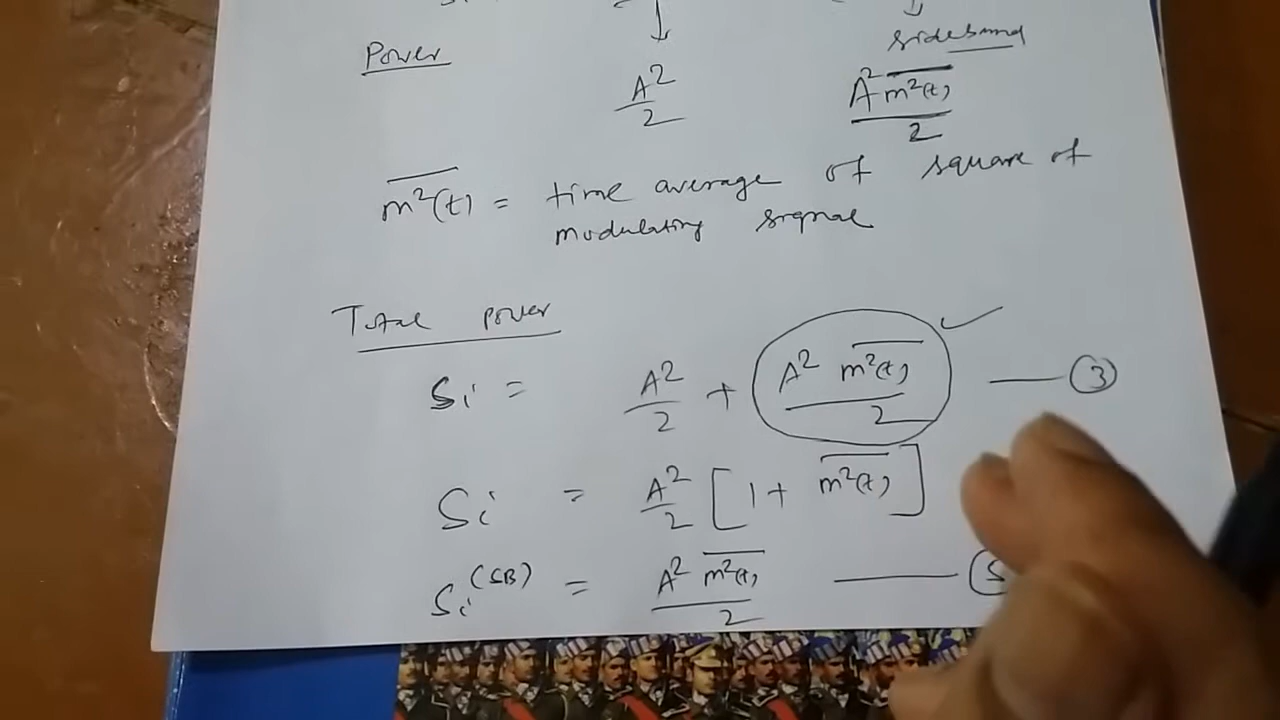 sideband
Power
A²/2
A² m²(t)‾/2
m²(t)‾ = time average of square of
modulating signal
Total power
Si = A²/2 + A² m²(t)‾/2 — ③
Si = A²/2 [1 + m²(t)‾]
Si(SB) = A² m²(t)‾/2 —